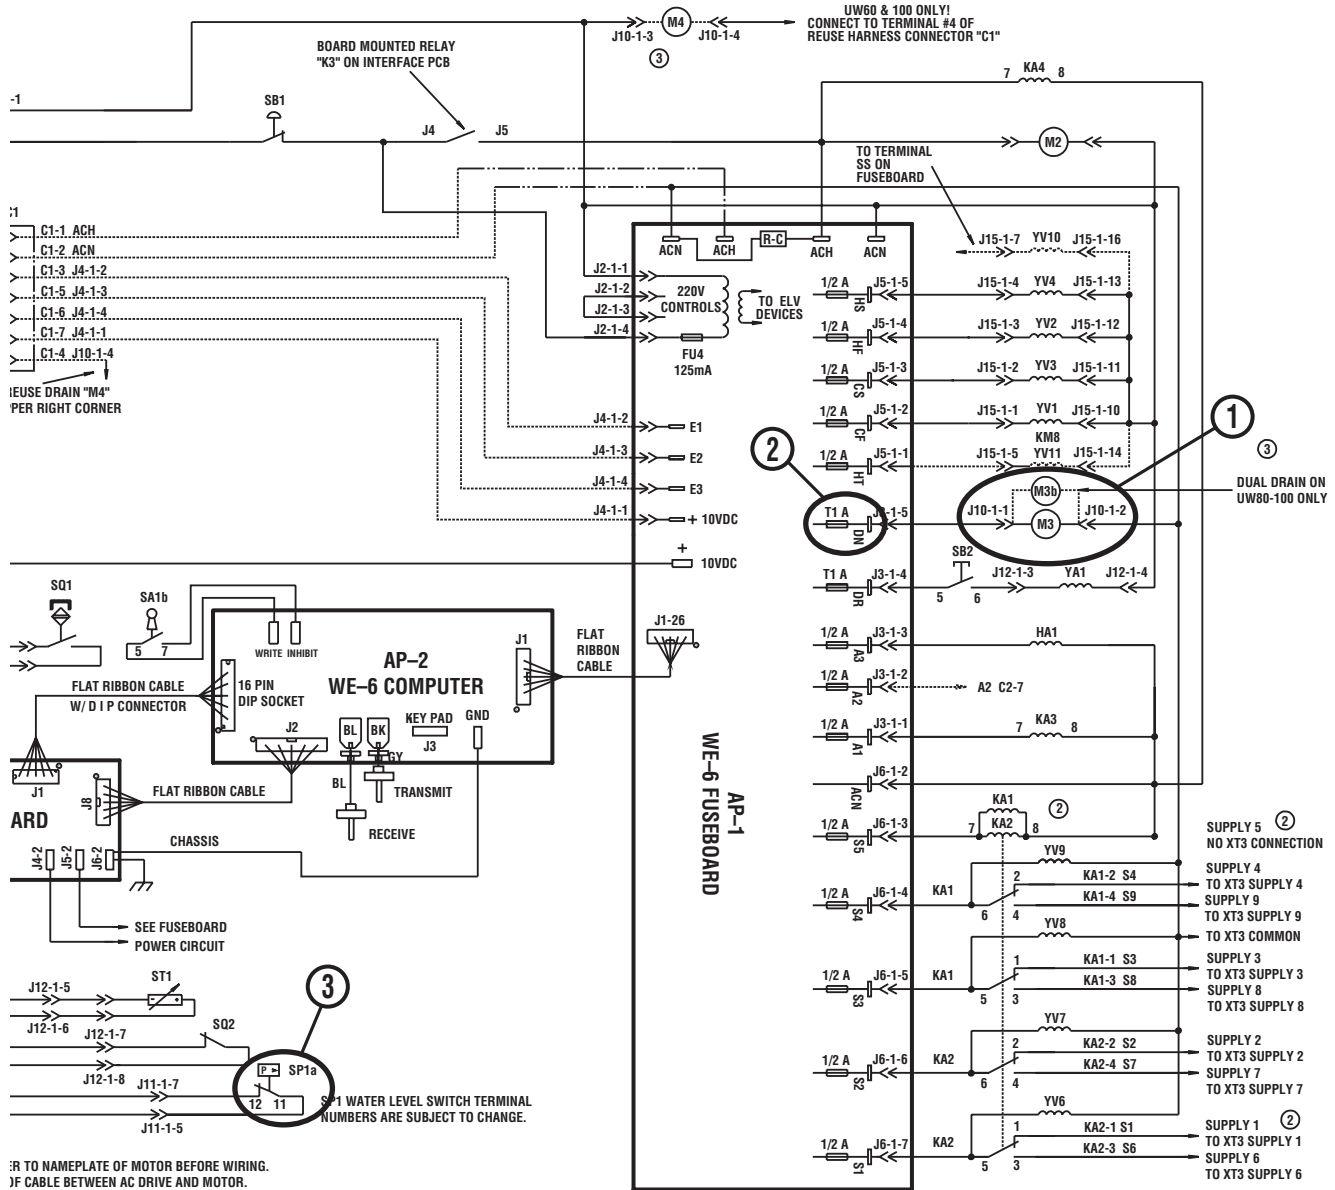 UW60 & 100 ONLY!
CONNECT TO TERMINAL #4 OF
REUSE HARNESS CONNECTOR "C1"
M4
J10-1-3
J10-1-4
3
BOARD MOUNTED RELAY
"K3" ON INTERFACE PCB
7 KA4 8
-1
SB1
J4
J5
M2
TO TERMINAL
SS ON
FUSEBOARD
C1
C1-1 ACH
C1-2 ACN
C1-3 J4-1-2
C1-5 J4-1-3
C1-6 J4-1-4
C1-7 J4-1-1
C1-4 J10-1-4
REUSE DRAIN "M4"
PER RIGHT CORNER
ACN
ACH
R-C
ACH
ACN
J2-1-1
J2-1-2
J2-1-3
J2-1-4
220V
CONTROLS
TO ELV
DEVICES
FU4
125mA
J15-1-7 YV10 J15-1-16
1/2 A HS J5-1-5 J15-1-4 YV4 J15-1-13
1/2 A HF J5-1-4 J15-1-3 YV2 J15-1-12
1/2 A CS J5-1-3 J15-1-2 YV3 J15-1-11
1/2 A CF J5-1-2 J15-1-1 YV1 J15-1-10
KM8
1/2 A HT J5-1-1 J15-1-5 YV11 J15-1-14
1
3
2
DUAL DRAIN ON
UW80-100 ONLY
M3b
T1 A DN J10-1-1 M3 J10-1-2
J4-1-2 E1
J4-1-3 E2
J4-1-4 E3
J4-1-1 + 10VDC
+
10VDC
SB2
T1 A DR J3-1-4 5 6 J12-1-3 YA1 J12-1-4
1/2 A A3 J3-1-3 HA1
1/2 A A2 J3-1-2 A2 C2-7
1/2 A A1 J3-1-1 7 KA3 8
ACN J6-1-2
KA1
2
1/2 A S5 J6-1-3 7 KA2 8
SUPPLY 5 2
NO XT3 CONNECTION
YV9
SUPPLY 4
1/2 A S4 J6-1-4 KA1 6 2 4
KA1-2 S4 TO XT3 SUPPLY 4
KA1-4 S9 SUPPLY 9
TO XT3 SUPPLY 9
YV8 TO XT3 COMMON
SUPPLY 3
1/2 A S3 J6-1-5 KA1 5 1 3
KA1-1 S3 TO XT3 SUPPLY 3
KA1-3 S8 SUPPLY 8
TO XT3 SUPPLY 8
YV7
SUPPLY 2
1/2 A S2 J6-1-6 KA2 6 2 4
KA2-2 S2 TO XT3 SUPPLY 2
KA2-4 S7 SUPPLY 7
TO XT3 SUPPLY 7
YV6
SUPPLY 1 2
1/2 A S1 J6-1-7 KA2 5 1 3
KA2-1 S1 TO XT3 SUPPLY 1
KA2-3 S6 SUPPLY 6
TO XT3 SUPPLY 6
AP-1
WE-6 FUSEBOARD
J1-26
FLAT
RIBBON
CABLE
SQ1
SA1b
5 7
WRITE INHIBIT
AP–2
WE–6 COMPUTER
J1
16 PIN
DIP SOCKET
FLAT RIBBON CABLE
W/ D I P CONNECTOR
J2
BL
BK
KEY PAD
J3
GND
GY
BL
TRANSMIT
RECEIVE
J1
J8
FLAT RIBBON CABLE
ARD
J4-2
J5-2
J6-2
CHASSIS
SEE FUSEBOARD
POWER CIRCUIT
ST1
- +
J12-1-5
J12-1-6
J12-1-7
SQ2
J12-1-8
3
P
SP1a
J11-1-7
12 11
J11-1-5
SP1 WATER LEVEL SWITCH TERMINAL
NUMBERS ARE SUBJECT TO CHANGE.
ER TO NAMEPLATE OF MOTOR BEFORE WIRING.
OF CABLE BETWEEN AC DRIVE AND MOTOR.